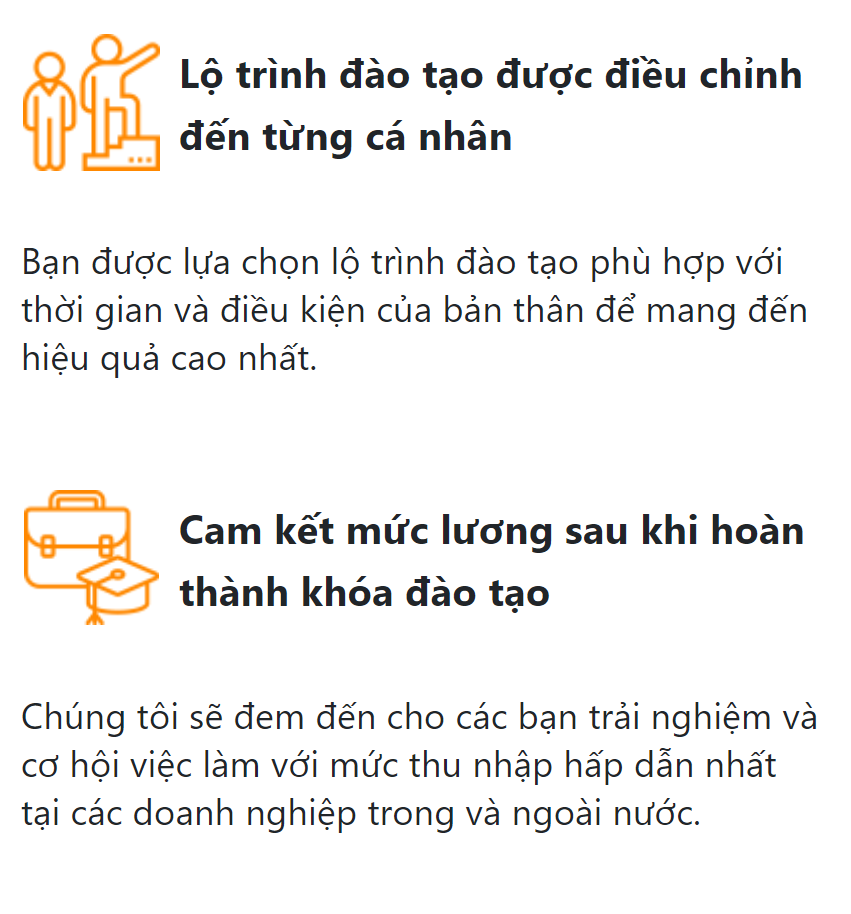 Lộ trình đào tạo được điều chỉnh
đến từng cá nhân
Bạn được lựa chọn lộ trình đào tạo phù hợp với
thời gian và điều kiện của bản thân để mang đến
hiệu quả cao nhất.
Cam kết mức lương sau khi hoàn
thành khóa đào tạo
Chúng tôi sẽ đem đến cho các bạn trải nghiệm và
cơ hội việc làm với mức thu nhập hấp dẫn nhất
tại các doanh nghiệp trong và ngoài nước.